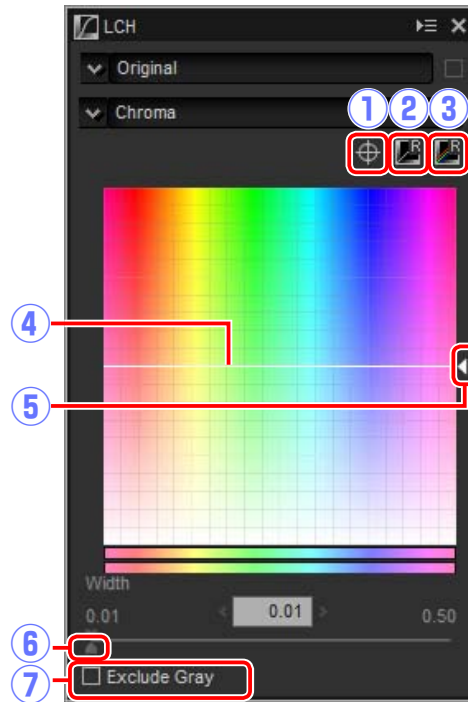 LCH
Original
Chroma
1 2 3
R R
4
5
Width
0.01 0.01 0.50
6
7
Exclude Gray